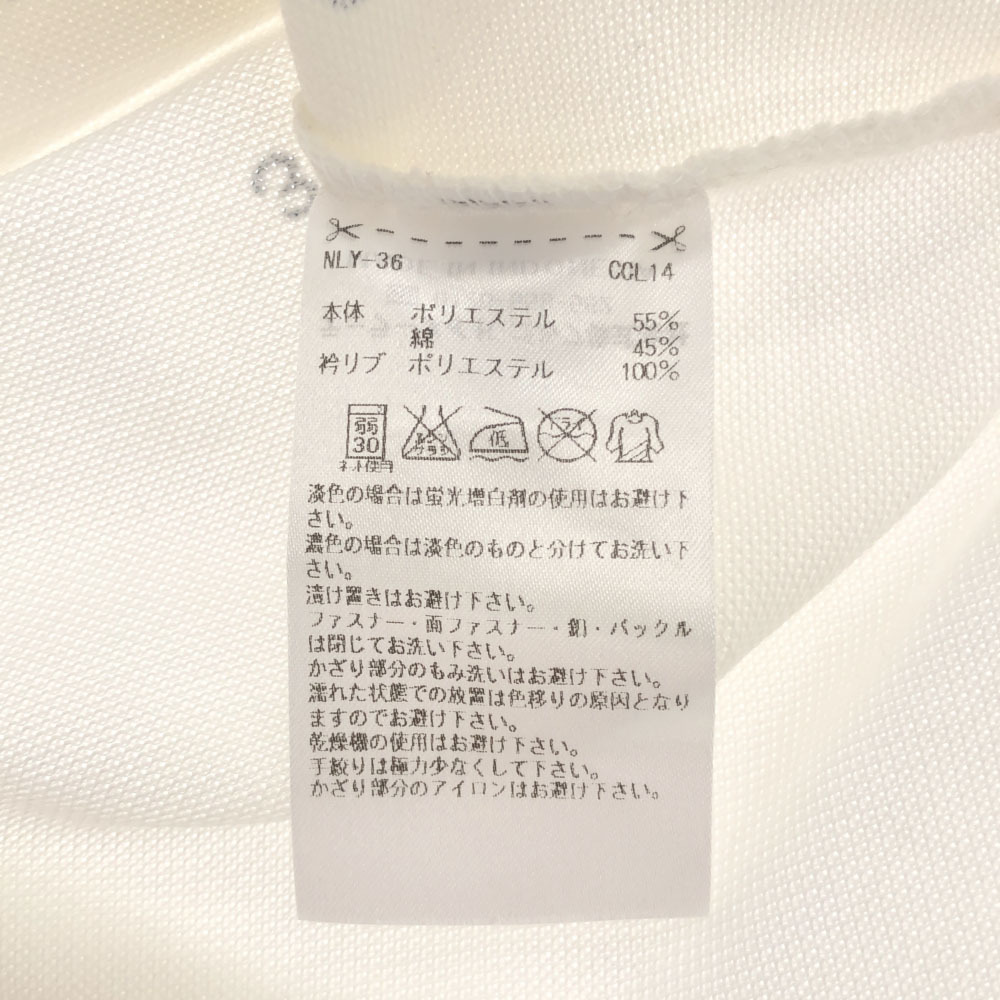 NLY-36 CCL14
本体 ポリエステル 55%
綿 45%
衿リブ ポリエステル 100%
弱
30
ネット使用
エンソ
サラシ
低
ドライ
淡色の場合は蛍光増白剤の使用はお避け下
さい。
濃色の場合は淡色のものと分けてお洗い下
さい。
漬け置きはお避け下さい。
ファスナー・面ファスナー・釦・バックル
は閉じてお洗い下さい。
かざり部分のもみ洗いはお避け下さい。
濡れた状態での放置は色移りの原因となり
ますのでお避け下さい。
乾燥機の使用はお避け下さい。
手絞りは極力少なくして下さい。
かざり部分のアイロンはお避け下さい。